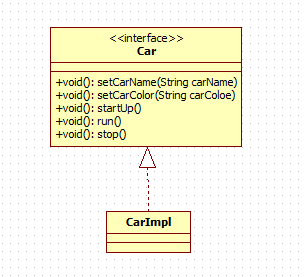 <<interface>>
Car
+void(): setCarName(String carName)
+void(): setCarColor(String carColoe)
+void(): startUp()
+void(): run()
+void(): stop()
CarImpl